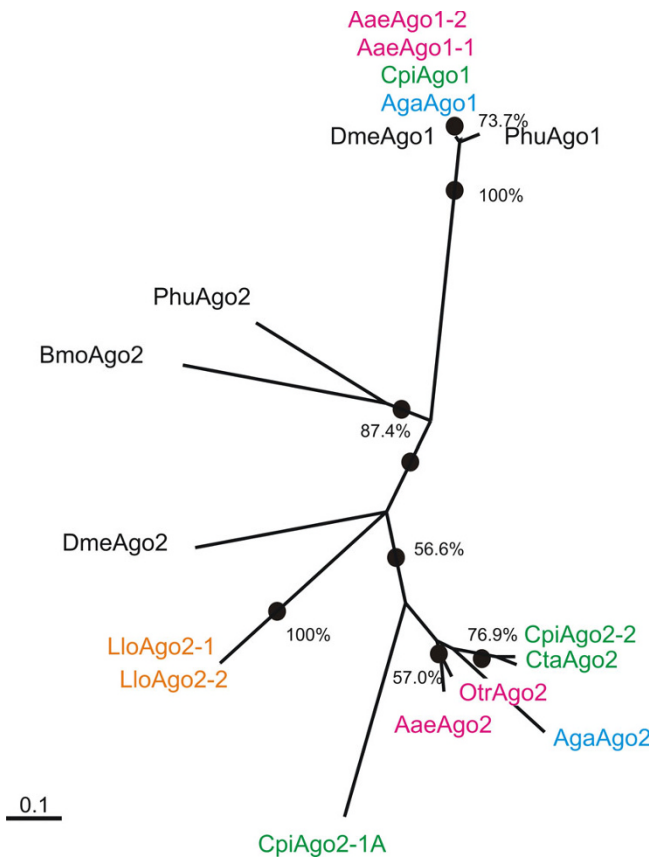 AaeAgo1-2
AaeAgo1-1
CpiAgo1
AgaAgo1
73.7%
DmeAgo1
PhuAgo1
100%
PhuAgo2
BmoAgo2
87.4%
DmeAgo2
56.6%
LloAgo2-1
100%
LloAgo2-2
76.9%
CpiAgo2-2
CtaAgo2
57.0%
OtrAgo2
AaeAgo2
AgaAgo2
0.1
CpiAgo2-1A